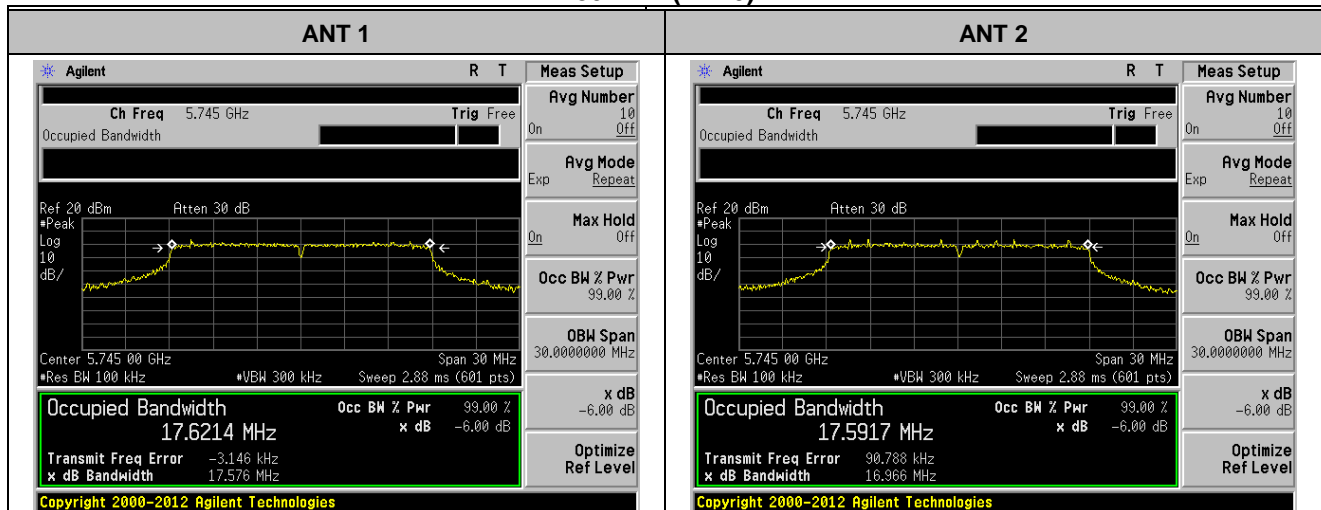 ANT 1
ANT 2
Agilent
R T
Ch Freq 5.745 GHz
Trig Free
Occupied Bandwidth
Ref 20 dBm
Atten 30 dB
#Peak
Log
10
dB/
Center 5.745 00 GHz
Span 30 MHz
#Res BW 100 kHz
#VBW 300 kHz
Sweep 2.88 ms (601 pts)
Occupied Bandwidth
17.6214 MHz
Occ BW % Pwr 99.00 %
x dB -6.00 dB
Transmit Freq Error -3.146 kHz
x dB Bandwidth 17.576 MHz
Copyright 2000-2012 Agilent Technologies
Meas Setup
Avg Number
10
On Off
Avg Mode
Exp Repeat
Max Hold
On Off
Occ BW % Pwr
99.00 %
OBW Span
30.0000000 MHz
x dB
-6.00 dB
Optimize
Ref Level
Agilent
R T
Ch Freq 5.745 GHz
Trig Free
Occupied Bandwidth
Ref 20 dBm
Atten 30 dB
#Peak
Log
10
dB/
Center 5.745 00 GHz
Span 30 MHz
#Res BW 100 kHz
#VBW 300 kHz
Sweep 2.88 ms (601 pts)
Occupied Bandwidth
17.5917 MHz
Occ BW % Pwr 99.00 %
x dB -6.00 dB
Transmit Freq Error 90.788 kHz
x dB Bandwidth 16.966 MHz
Copyright 2000-2012 Agilent Technologies
Meas Setup
Avg Number
10
On Off
Avg Mode
Exp Repeat
Max Hold
On Off
Occ BW % Pwr
99.00 %
OBW Span
30.0000000 MHz
x dB
-6.00 dB
Optimize
Ref Level